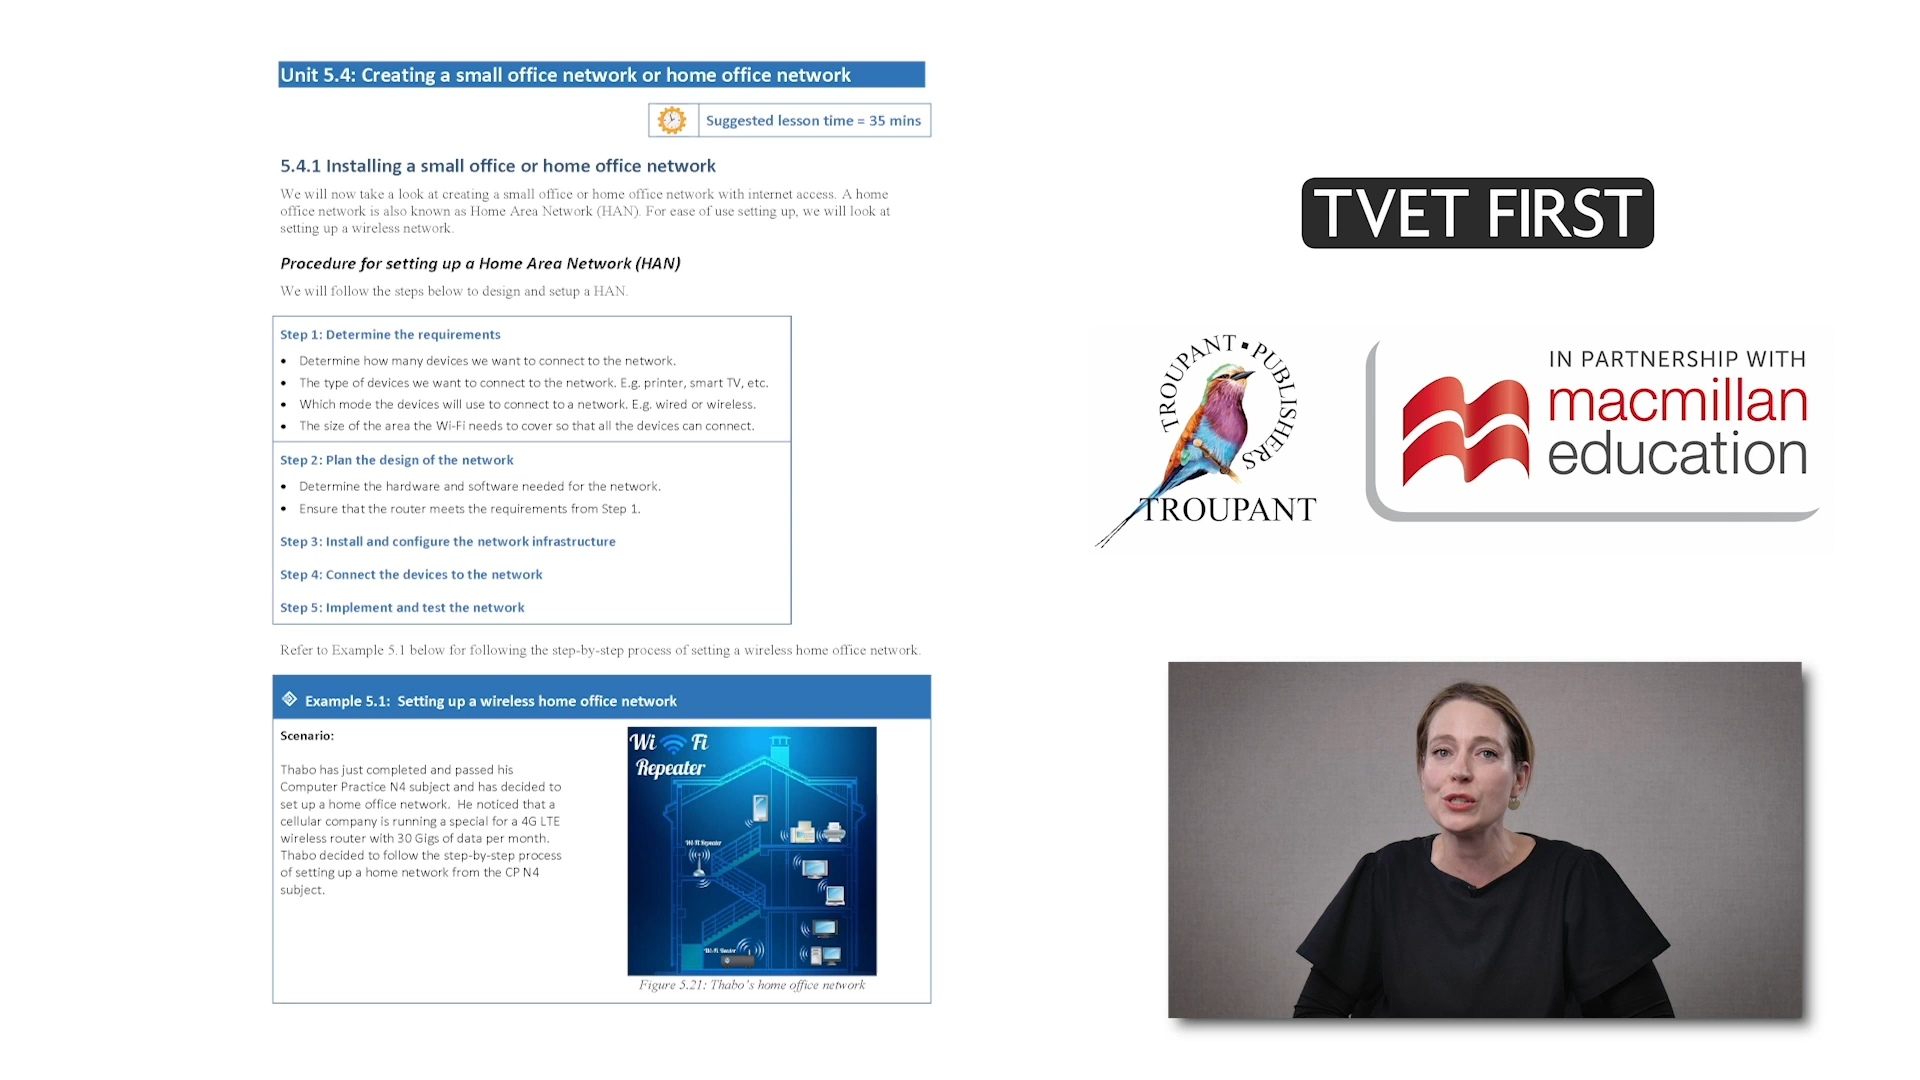 Unit 5.4: Creating a small office network or home office network
Suggested lesson time = 35 mins
5.4.1 Installing a small office or home office network
We will now take a look at creating a small office or home office network with internet access. A home
office network is also known as Home Area Network (HAN). For ease of use setting up, we will look at
setting up a wireless network.
Procedure for setting up a Home Area Network (HAN)
We will follow the steps below to design and setup a HAN.
Step 1: Determine the requirements
• Determine how many devices we want to connect to the network.
• The type of devices we want to connect to the network. E.g. printer, smart TV, etc.
• Which mode the devices will use to connect to a network. E.g. wired or wireless.
• The size of the area the Wi-Fi needs to cover so that all the devices can connect.
Step 2: Plan the design of the network
• Determine the hardware and software needed for the network.
• Ensure that the router meets the requirements from Step 1.
Step 3: Install and configure the network infrastructure
Step 4: Connect the devices to the network
Step 5: Implement and test the network
Refer to Example 5.1 below for following the step-by-step process of setting a wireless home office network.
Example 5.1: Setting up a wireless home office network
Scenario:
Thabo has just completed and passed his
Computer Practice N4 subject and has decided to
set up a home office network. He noticed that a
cellular company is running a special for a 4G LTE
wireless router with 30 Gigs of data per month.
Thabo decided to follow the step-by-step process
of setting up a home network from the CP N4
subject.
Wi Fi
Repeater
Wi-Fi Repeater
Figure 5.21: Thabo's home office network
TVET FIRST
TROUPANT PUBLISHERS
TROUPANT
IN PARTNERSHIP WITH
macmillan
education